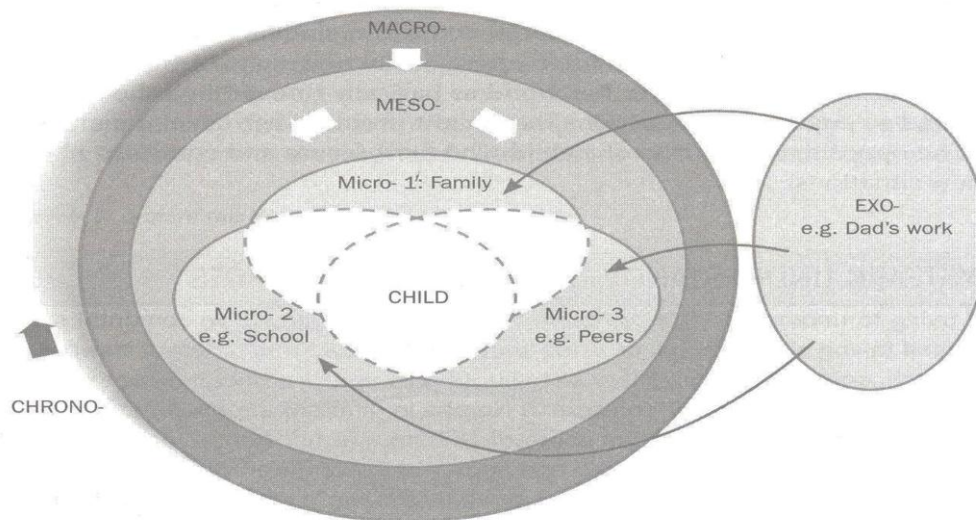 MACRO-
MESO-
Micro- 1': Family
EXO-
e.g. Dad's work
CHILD
Micro- 2
e.g. School
Micro- 3
e.g. Peers
CHRONO-